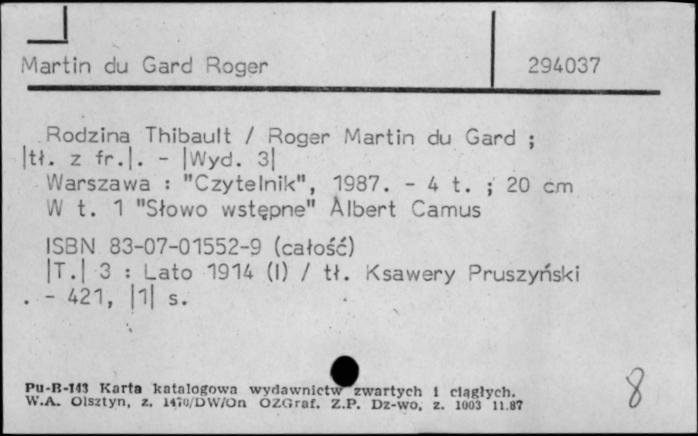 Martin du Gard Roger 294037
Rodzina Thibault / Roger Martin du Gard ;
|tł. z fr.|. - |Wyd. 3|
Warszawa : "Czytelnik", 1987. - 4 t. ; 20 cm
W t. 1 "Słowo wstępne" Albert Camus
ISBN 83-07-01552-9 (całość)
|T.| 3 : Lato 1914 (I) / tł. Ksawery Pruszyński
. - 421, |1| s.
Pu-B-143 Karta katalogowa wydawnictw zwartych i ciągłych.
W.A. Olsztyn, z. 1470/DW/On OZGraf. Z.P. Dz-wo, z. 1003 11.87
8